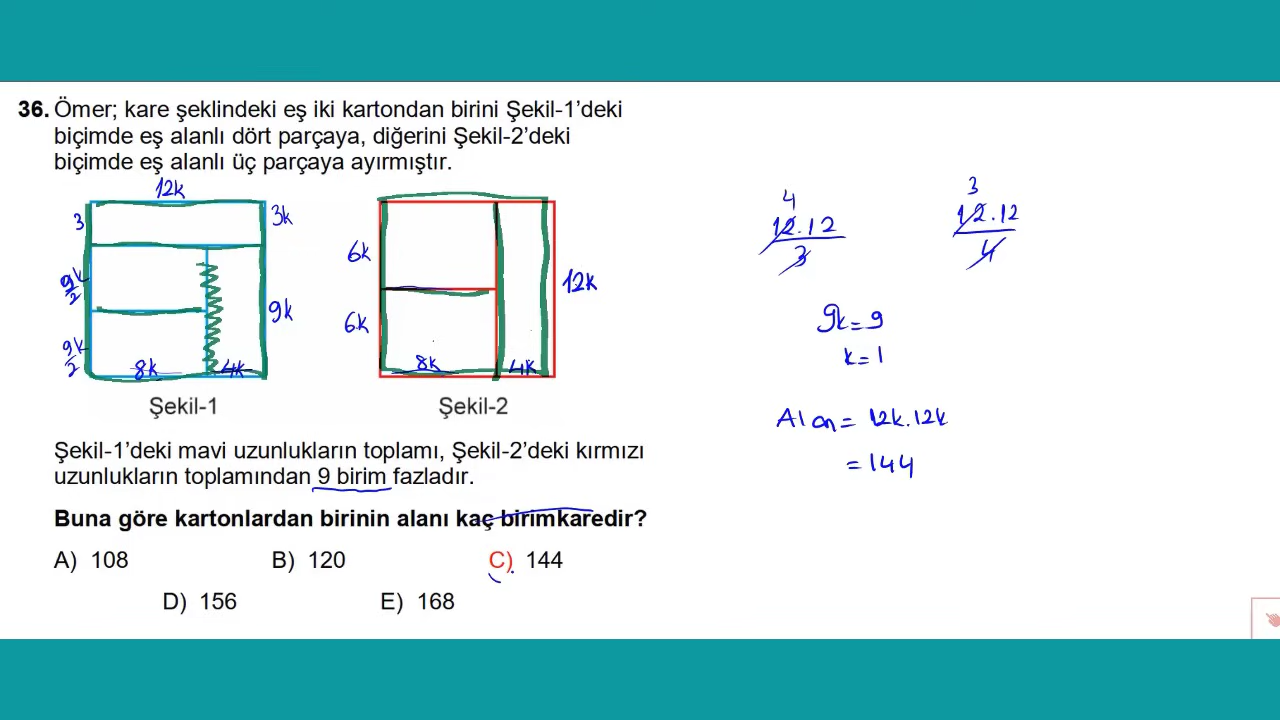 36. Ömer; kare şeklindeki eş iki kartondan birini Şekil-1’deki
biçimde eş alanlı dört parçaya, diğerini Şekil-2’deki
biçimde eş alanlı üç parçaya ayırmıştır.
12k
3
3k
9k/2
9k
9k/2
8k
4k
Şekil-1
6k
12k
6k
8k
4k
Şekil-2
Şekil-1’deki mavi uzunlukların toplamı, Şekil-2’deki kırmızı
uzunlukların toplamından 9 birim fazladır.
Buna göre kartonlardan birinin alanı kaç birimkaredir?
A) 108
B) 120
C) 144
D) 156
E) 168
4
12.12
3
3
12.12
4
9k=9
k=1
Alan= 12k.12k
=144